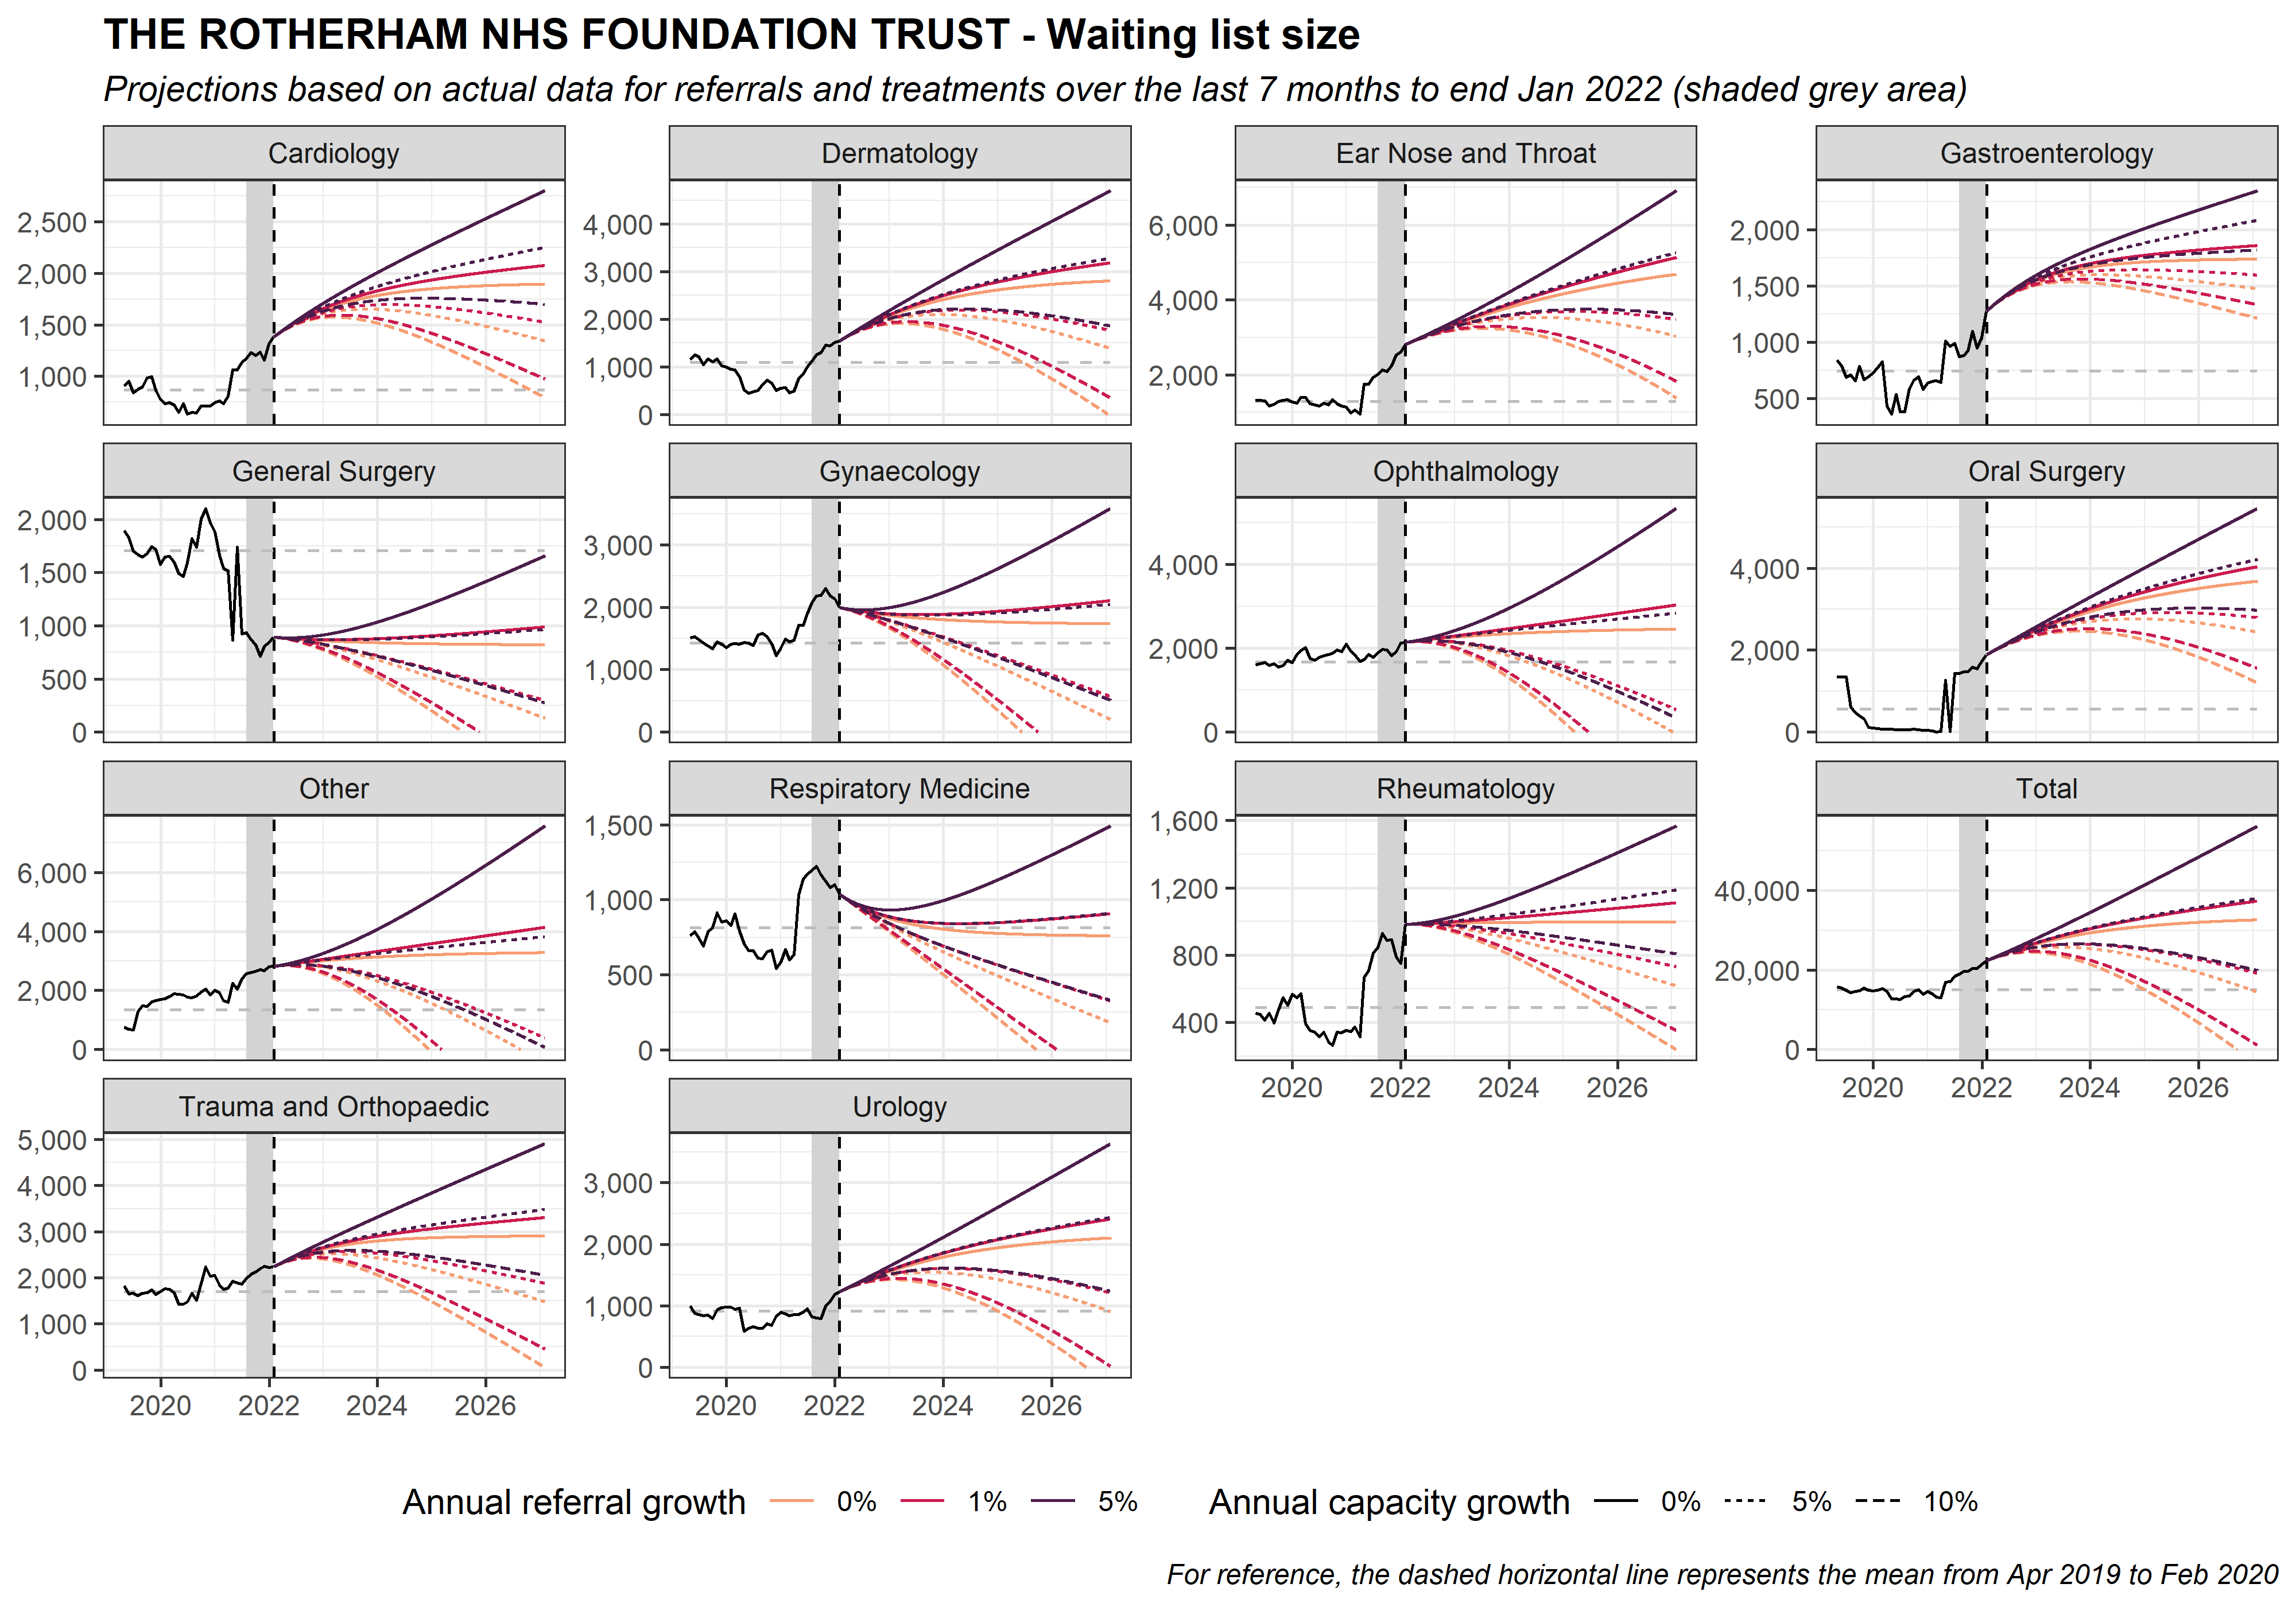 THE ROTHERHAM NHS FOUNDATION TRUST - Waiting list size
Projections based on actual data for referrals and treatments over the last 7 months to end Jan 2022 (shaded grey area)
Cardiology
Dermatology
Ear Nose and Throat
Gastroenterology
2,500
2,000
1,500
1,000
4,000
3,000
2,000
1,000
0
6,000
4,000
2,000
2,000
1,500
1,000
500
General Surgery
Gynaecology
Ophthalmology
Oral Surgery
2,000
1,500
1,000
500
0
3,000
2,000
1,000
0
4,000
2,000
0
4,000
2,000
0
Other
Respiratory Medicine
Rheumatology
Total
6,000
4,000
2,000
0
1,500
1,000
500
0
1,600
1,200
800
400
40,000
20,000
0
2020 2022 2024 2026
2020 2022 2024 2026
Trauma and Orthopaedic
Urology
5,000
4,000
3,000
2,000
1,000
0
3,000
2,000
1,000
0
2020 2022 2024 2026
2020 2022 2024 2026
Annual referral growth 0% 1% 5%
Annual capacity growth 0% 5% 10%
For reference, the dashed horizontal line represents the mean from Apr 2019 to Feb 2020